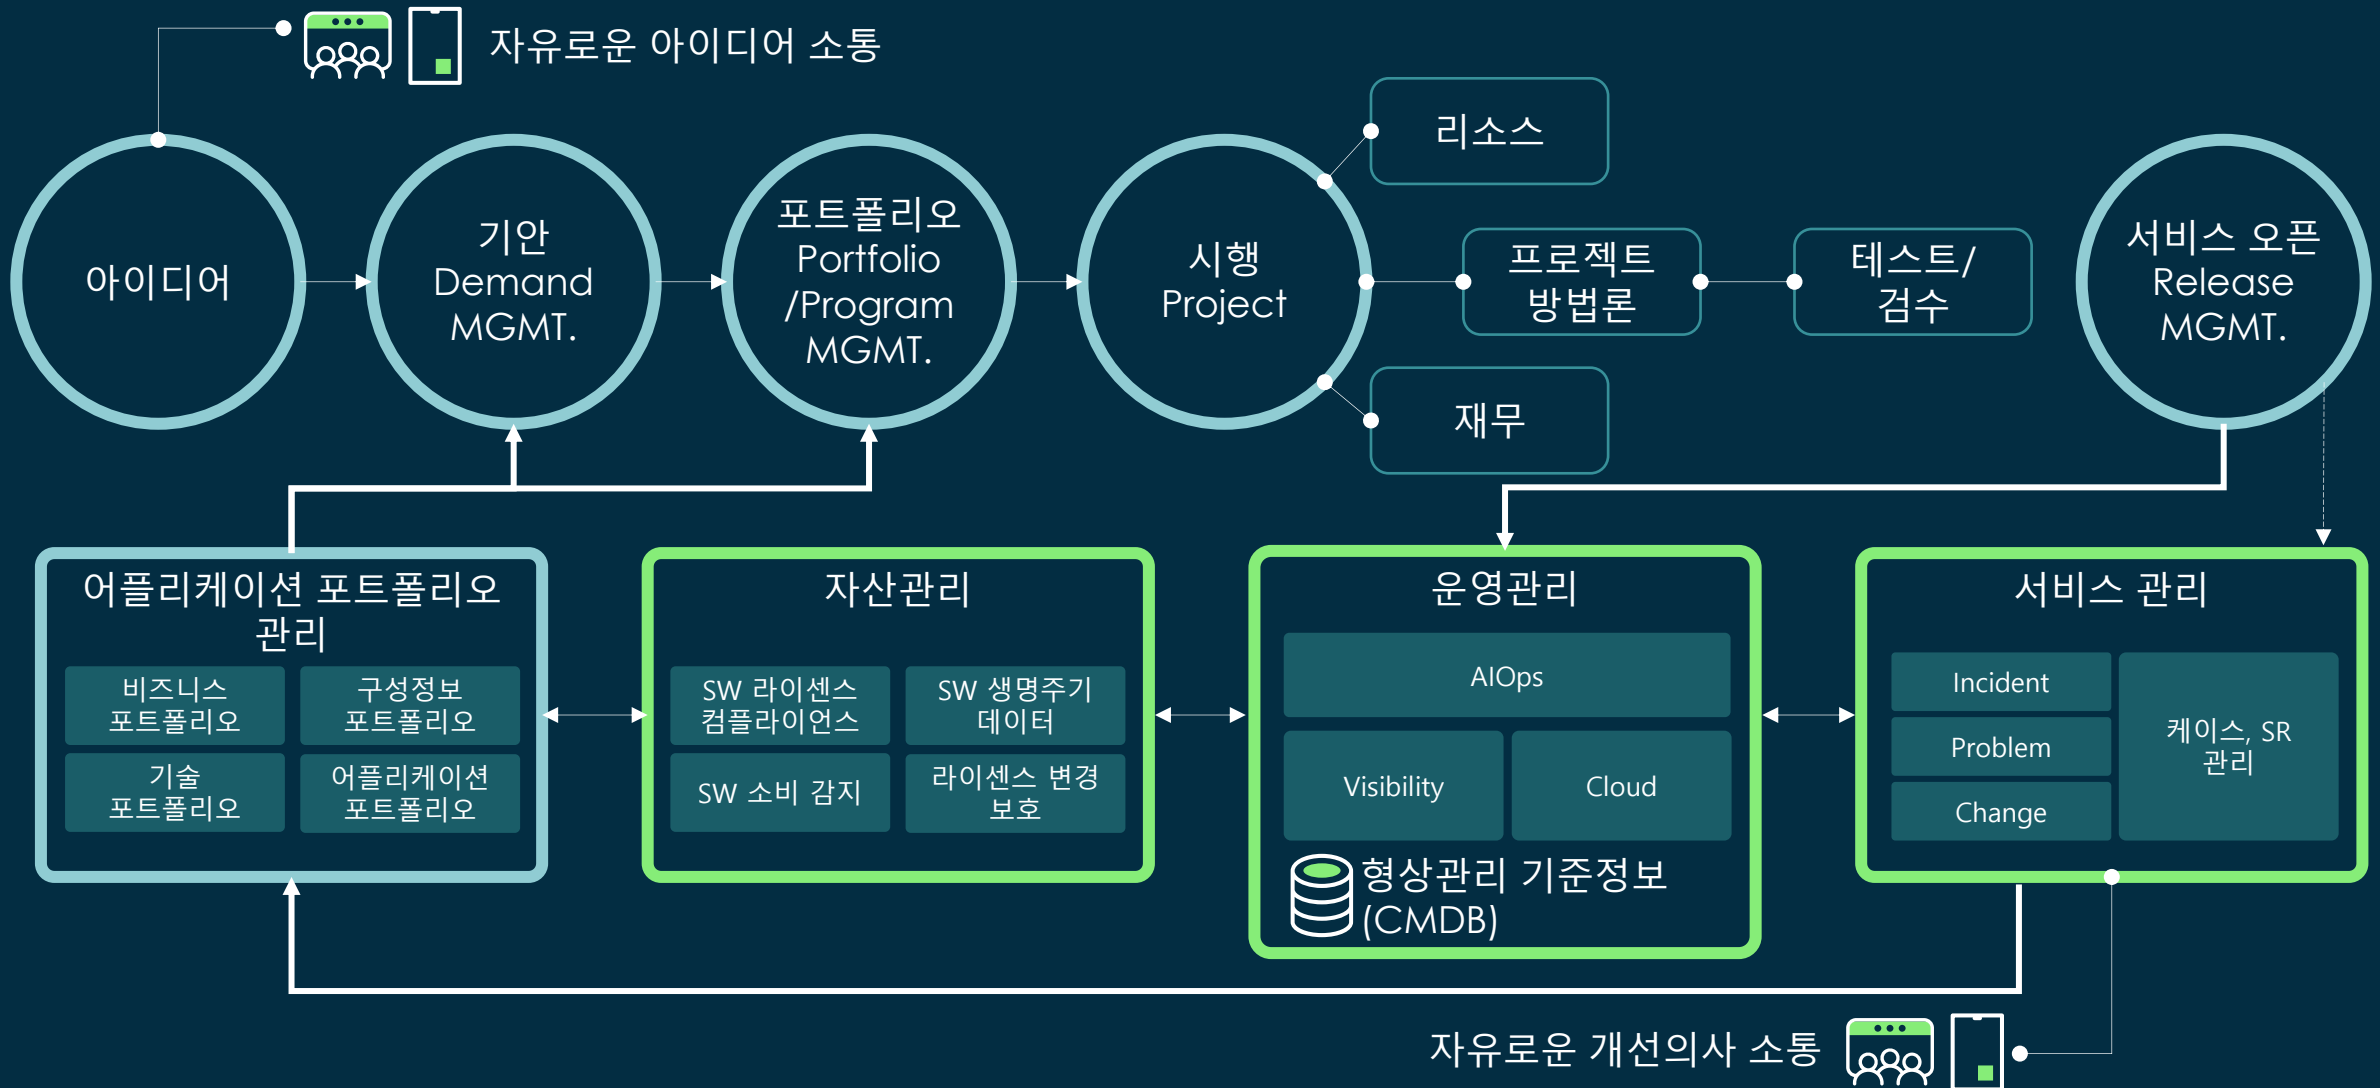 자유로운 아이디어 소통
아이디어
기안
Demand
MGMT.
포트폴리오
Portfolio
/Program
MGMT.
시행
Project
리소스
프로젝트
방법론
테스트/
검수
재무
서비스 오픈
Release
MGMT.
어플리케이션 포트폴리오
관리
비즈니스
포트폴리오
구성정보
포트폴리오
기술
포트폴리오
어플리케이션
포트폴리오
자산관리
SW 라이센스
컴플라이언스
SW 생명주기
데이터
SW 소비 감지
라이센스 변경
보호
운영관리
AIOps
Visibility
Cloud
형상관리 기준정보
(CMDB)
서비스 관리
Incident
Problem
Change
케이스, SR
관리
자유로운 개선의사 소통